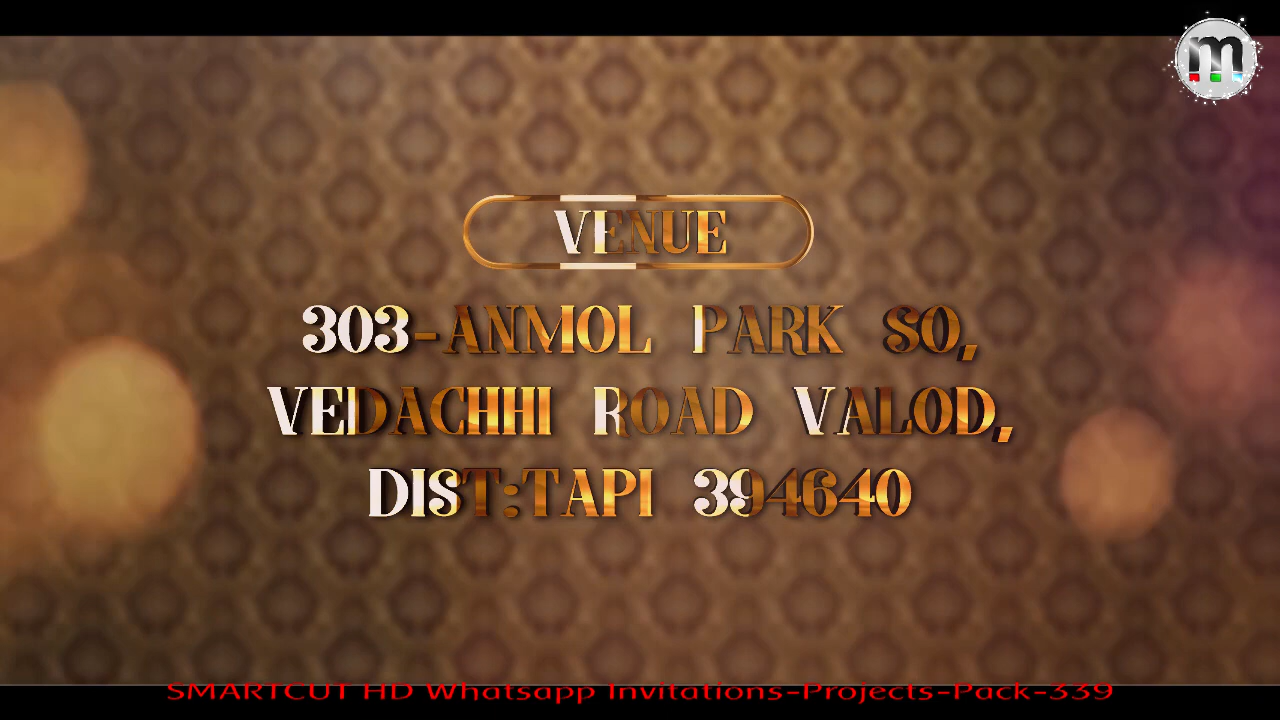 m
VENUE
303-ANMOL PARK SO,
VEDACHHI ROAD VALOD,
DIST:TAPI 394640
SMARTCUT HD Whatsapp Invitations-Projects-Pack-339